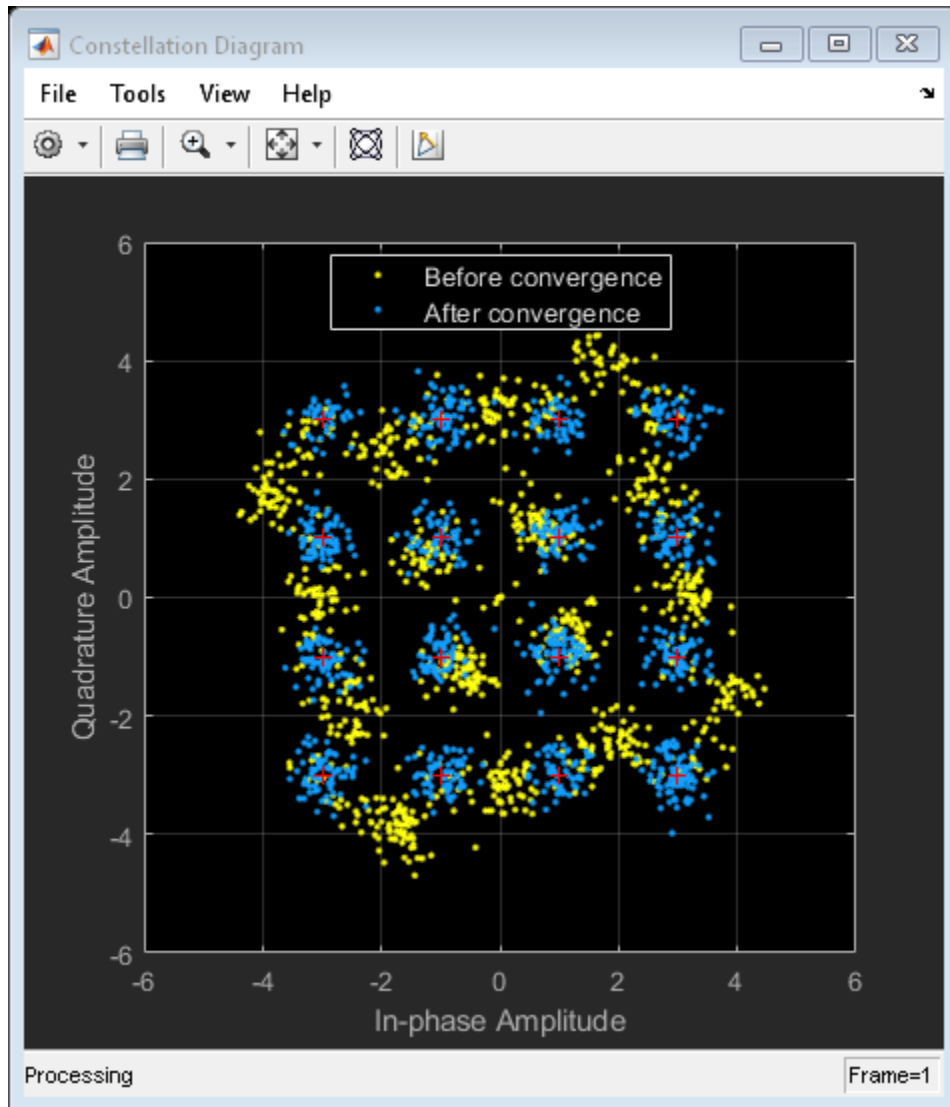 Constellation Diagram
File Tools View Help
6
Before convergence
After convergence
4
2
0
-2
-4
-6
Quadrature Amplitude
-6 -4 -2 0 2 4 6
In-phase Amplitude
Processing Frame=1